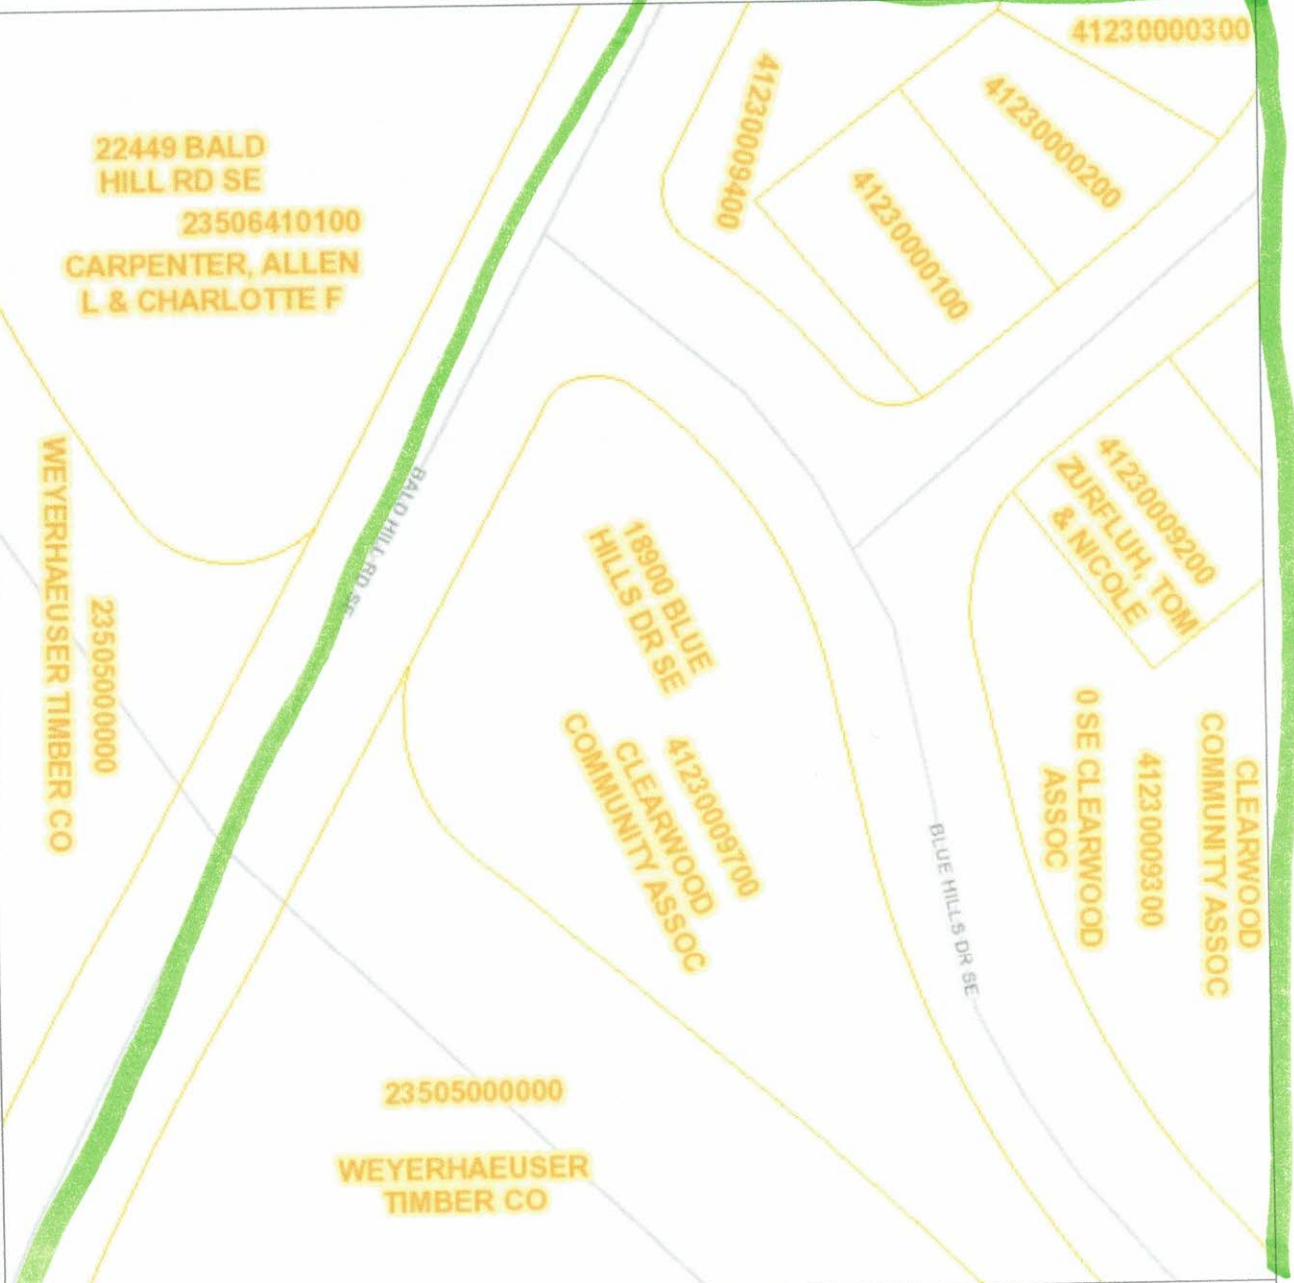 41230000300
22449 BALD
HILL RD SE
23506410100
CARPENTER, ALLEN
L & CHARLOTTE F
41230009400
41230000200
41230000100
WEYERHAEUSER TIMBER CO
23505000000
BALD HILL RD SE
18900 BLUE
HILLS DR SE
41230009700
CLEARWOOD
COMMUNITY ASSOC
41230009200
ZURFLUH, TOM
& NICOLE
CLEARWOOD
COMMUNITY ASSOC
41230009300
0 SE CLEARWOOD
ASSOC
BLUE HILLS DR SE
23505000000
WEYERHAEUSER
TIMBER CO